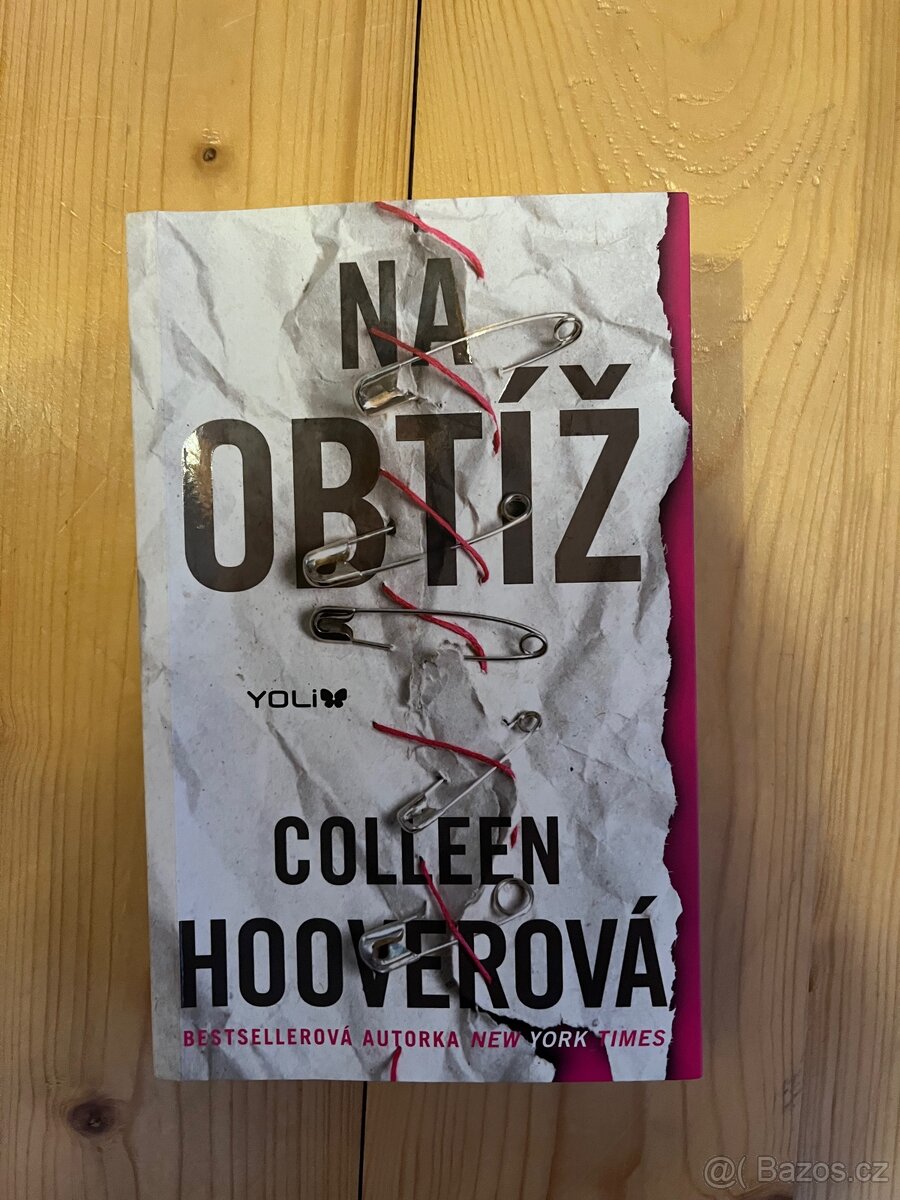 NA
OBTÍŽ
YOLi
COLLEEN
HOOVEROVÁ
BESTSELLEROVÁ AUTORKA NEW YORK TIMES
@( Bazos.cz